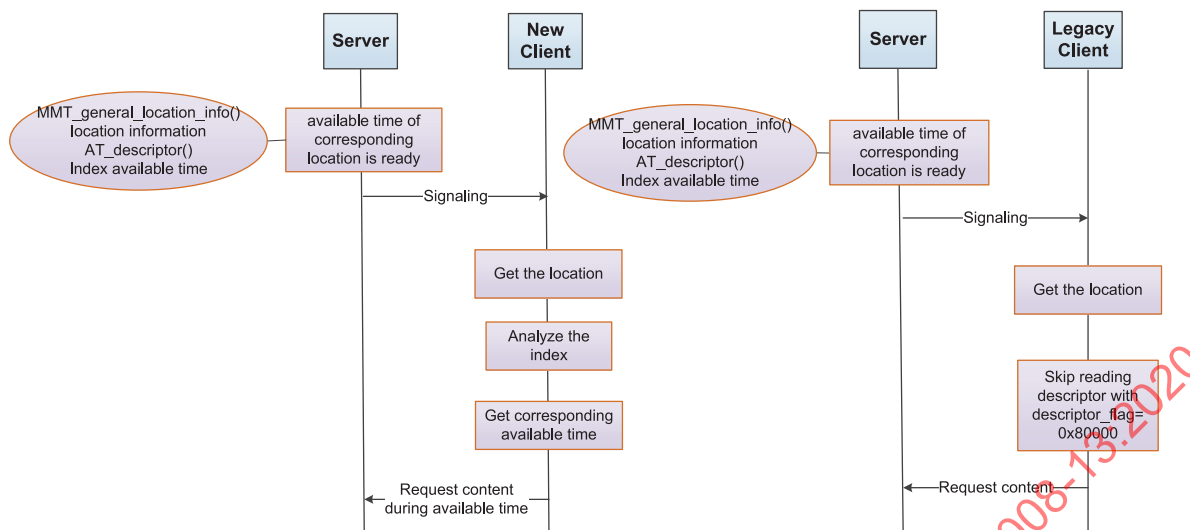 Server
New
Client
MMT_general_location_info()
location information
AT_descriptor()
Index available time
available time of
corresponding
location is ready
Signaling
Get the location
Analyze the
index
Get corresponding
available time
Request content
during available time
Server
Legacy
Client
MMT_general_location_info()
location information
AT_descriptor()
Index available time
available time of
corresponding
location is ready
Signaling
Get the location
Skip reading
descriptor with
descriptor_flag=
0x80000
Request content
008-13:2020